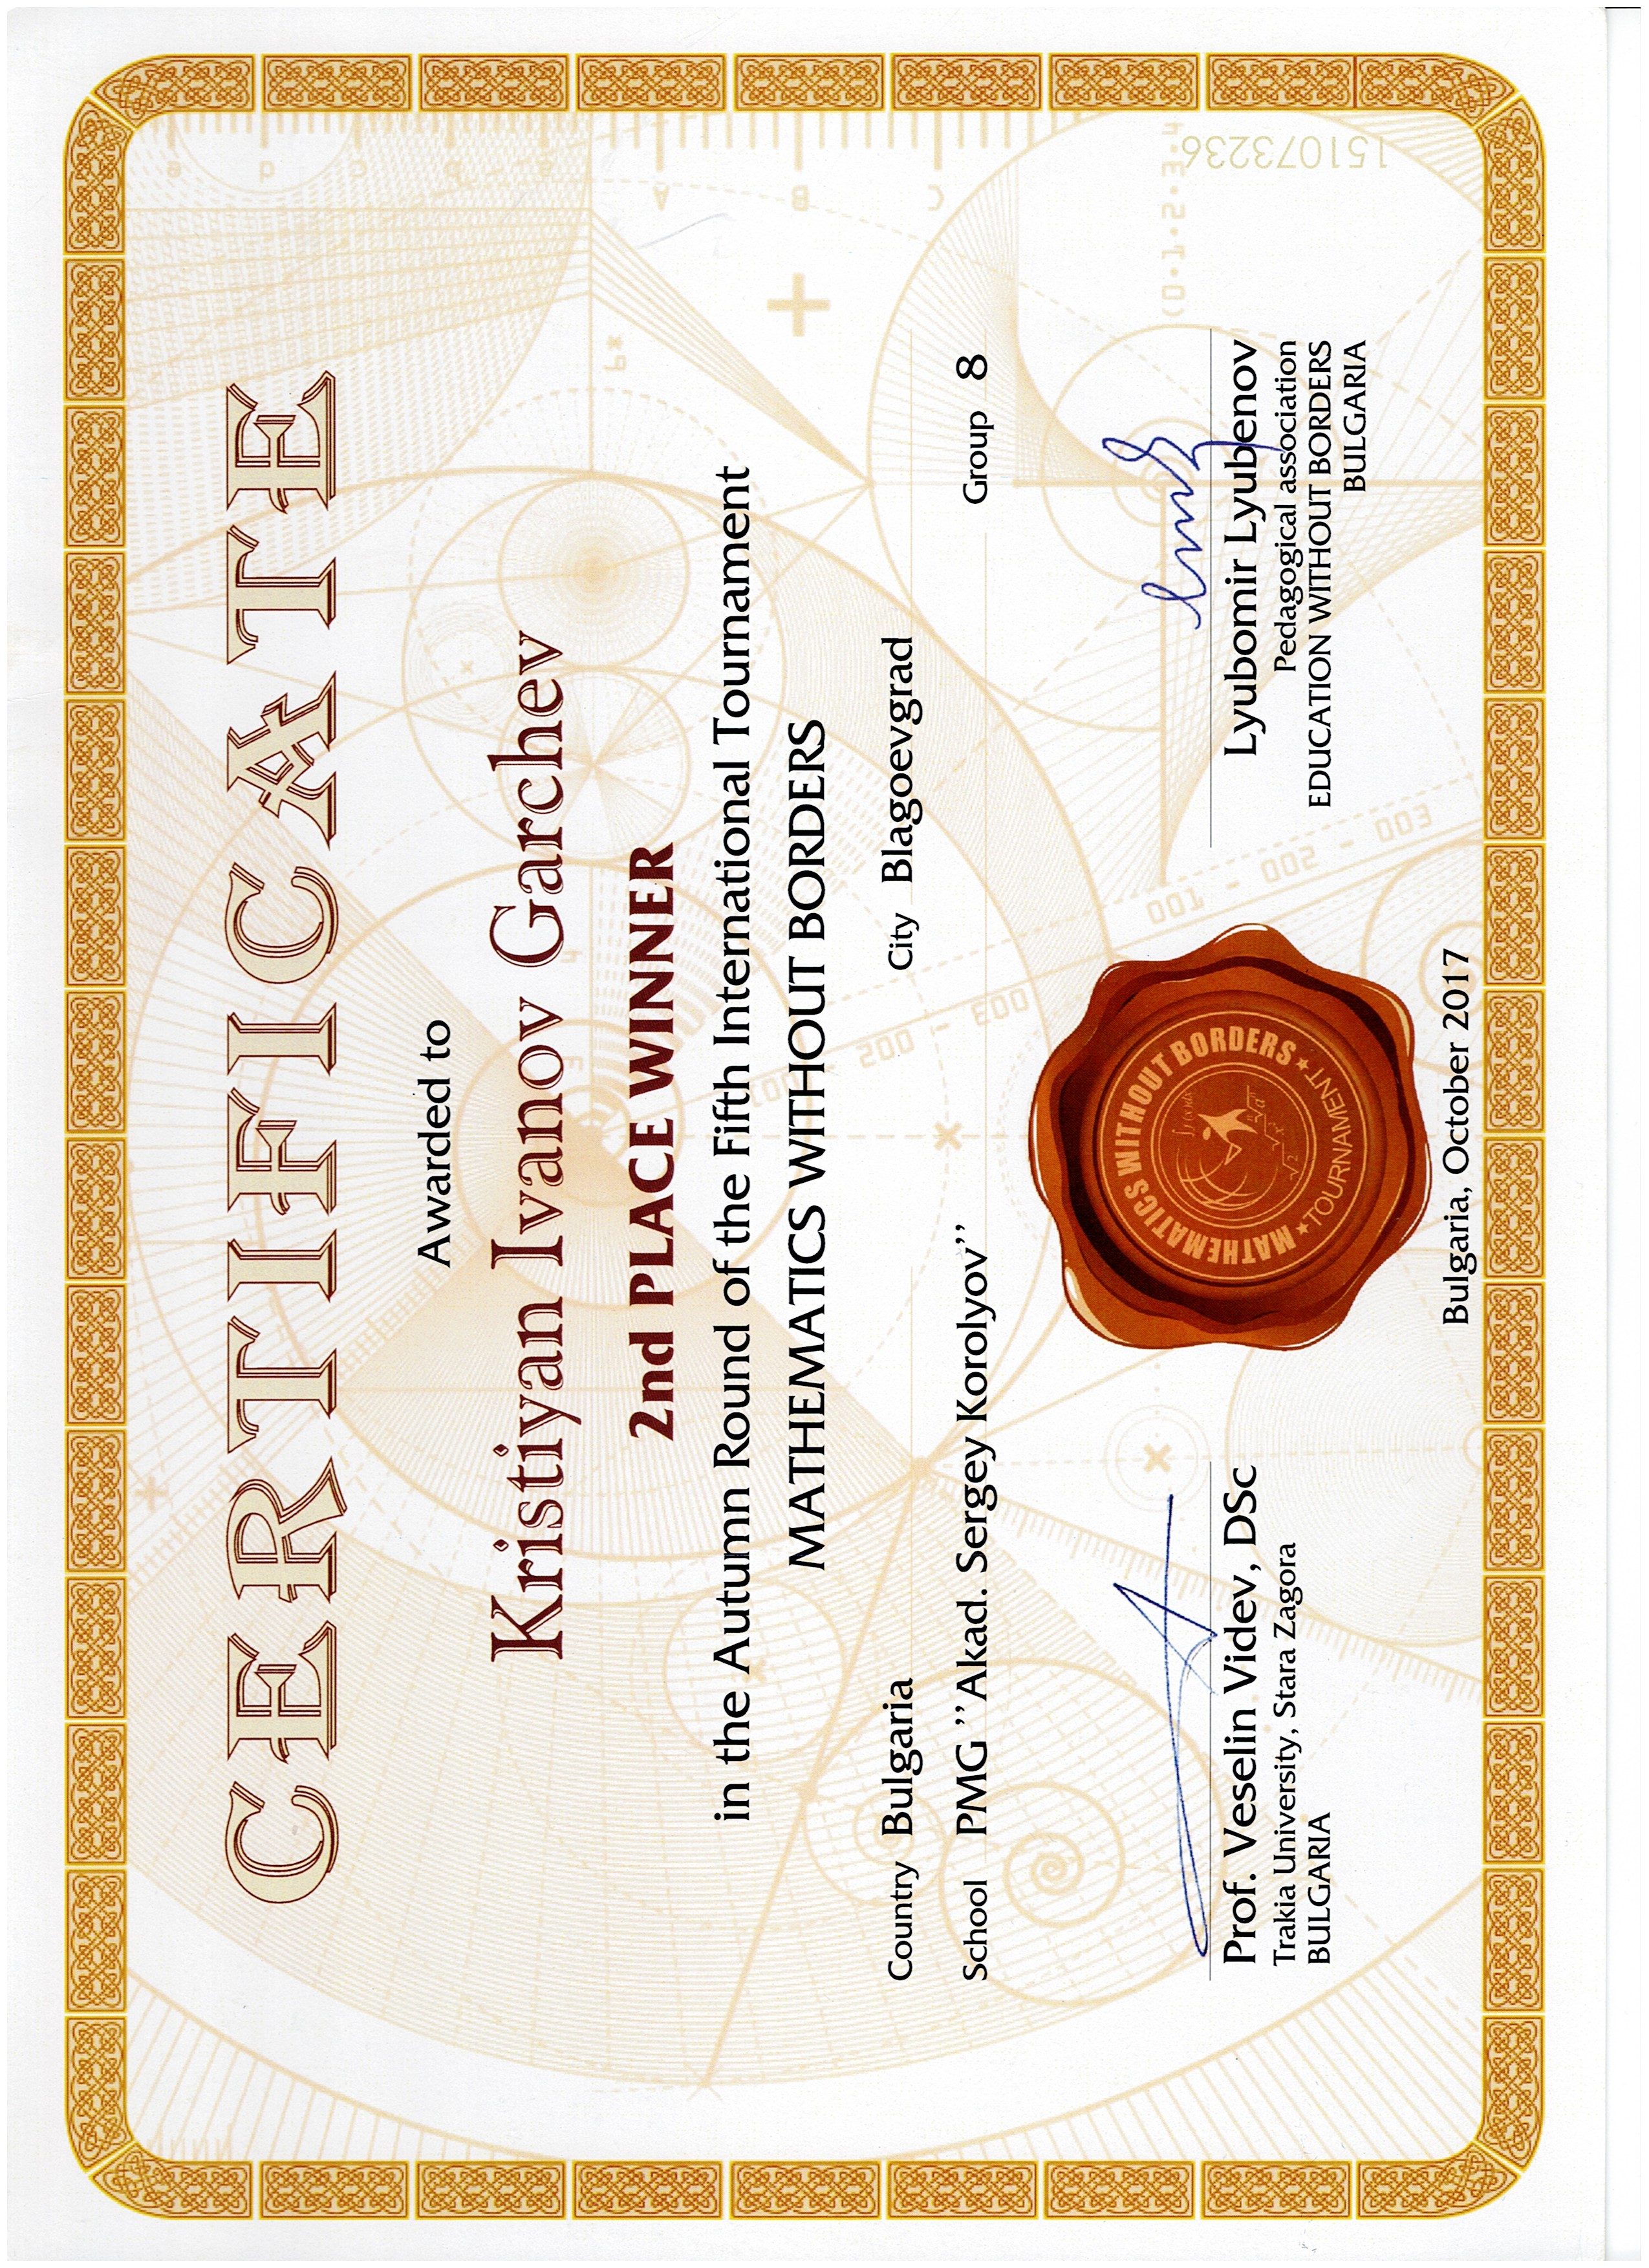 CERTIFICATE
Awarded to
Kristiyan Ivanov Garchev
2nd PLACE WINNER
in the Autumn Round of the Fifth International Tournament
MATHEMATICS WITHOUT BORDERS
Country Bulgaria City Blagoevgrad
School PMG ''Akad. Sergey Korolyov'' Group 8
MATHEMATICS WITHOUT BORDERS
TOURNAMENT
Prof. Veselin Videv, DSc
Trakia University, Stara Zagora
BULGARIA
Lyubomir Lyubenov
Pedagogical association
EDUCATION WITHOUT BORDERS
BULGARIA
151073236
Bulgaria, October 2017